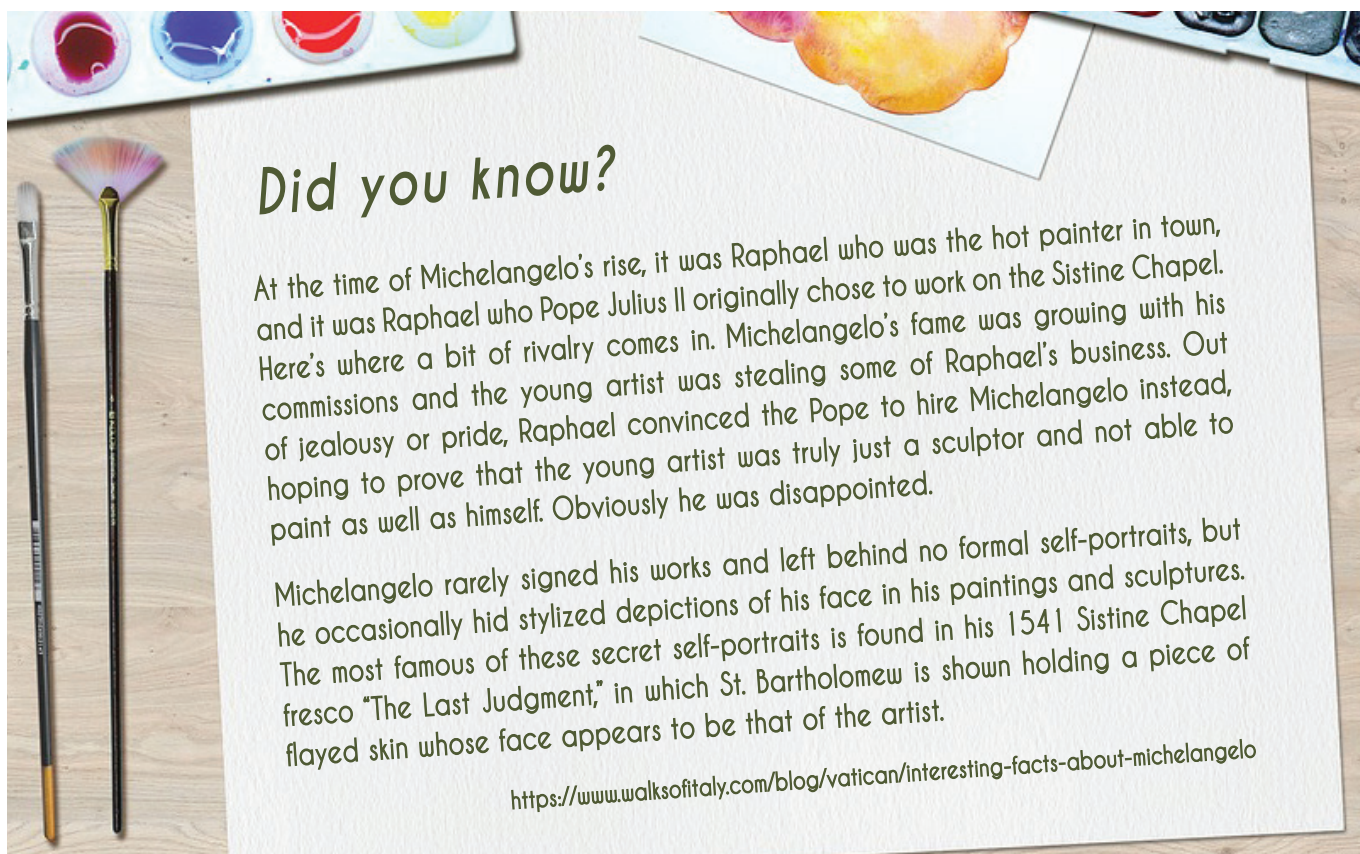 Did you know?
At the time of Michelangelo's rise, it was Raphael who was the hot painter in town,
and it was Raphael who Pope Julius II originally chose to work on the Sistine Chapel.
Here's where a bit of rivalry comes in. Michelangelo's fame was growing with his
commissions and the young artist was stealing some of Raphael's business. Out
of jealousy or pride, Raphael convinced the Pope to hire Michelangelo instead,
hoping to prove that the young artist was truly just a sculptor and not able to
paint as well as himself. Obviously he was disappointed.
Michelangelo rarely signed his works and left behind no formal self-portraits, but
he occasionally hid stylized depictions of his face in his paintings and sculptures.
The most famous of these secret self-portraits is found in his 1541 Sistine Chapel
fresco “The Last Judgment,” in which St. Bartholomew is shown holding a piece of
flayed skin whose face appears to be that of the artist.
https://www.walksofitaly.com/blog/vatican/interesting-facts-about-michelangelo